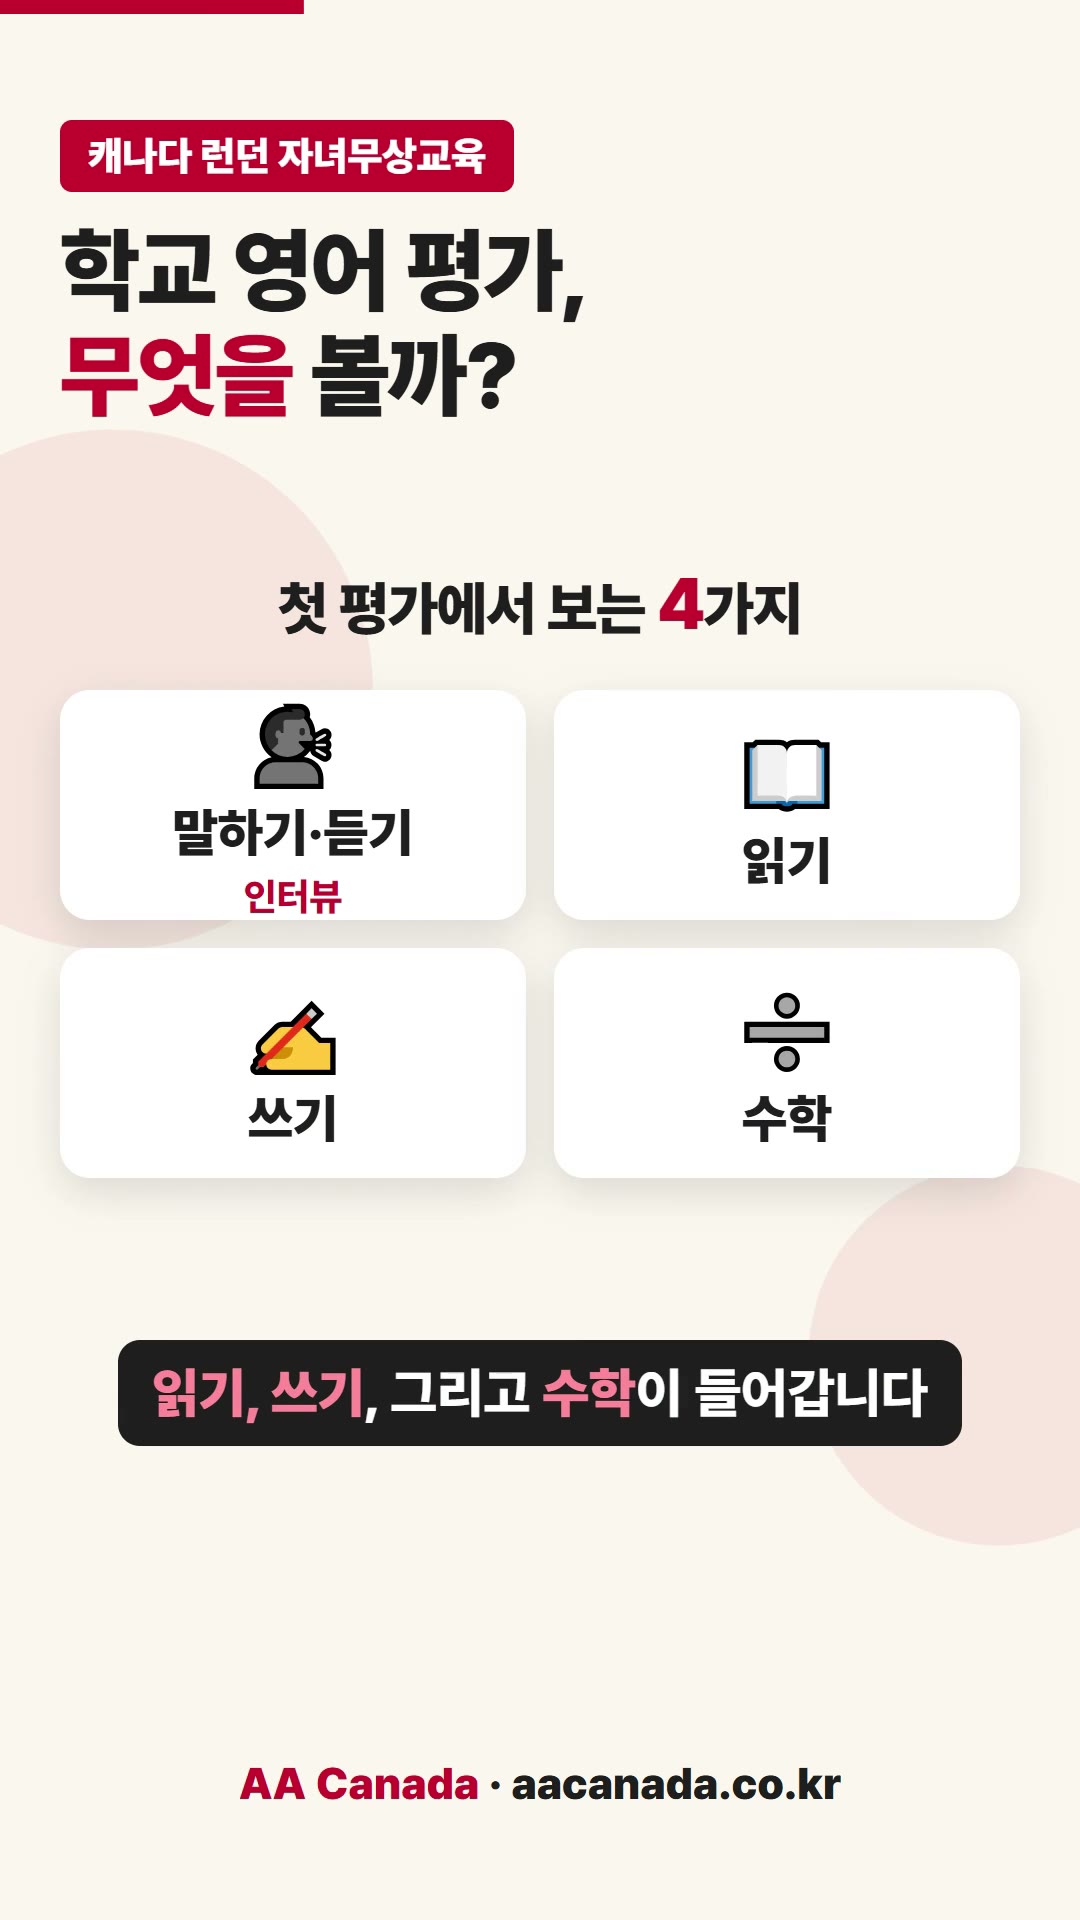 캐나다 런던 자녀무상교육
학교 영어 평가,
무엇을 볼까?
첫 평가에서 보는 4가지
말하기·듣기
인터뷰
읽기
쓰기
수학
읽기, 쓰기, 그리고 수학이 들어갑니다
AA Canada · aacanada.co.kr